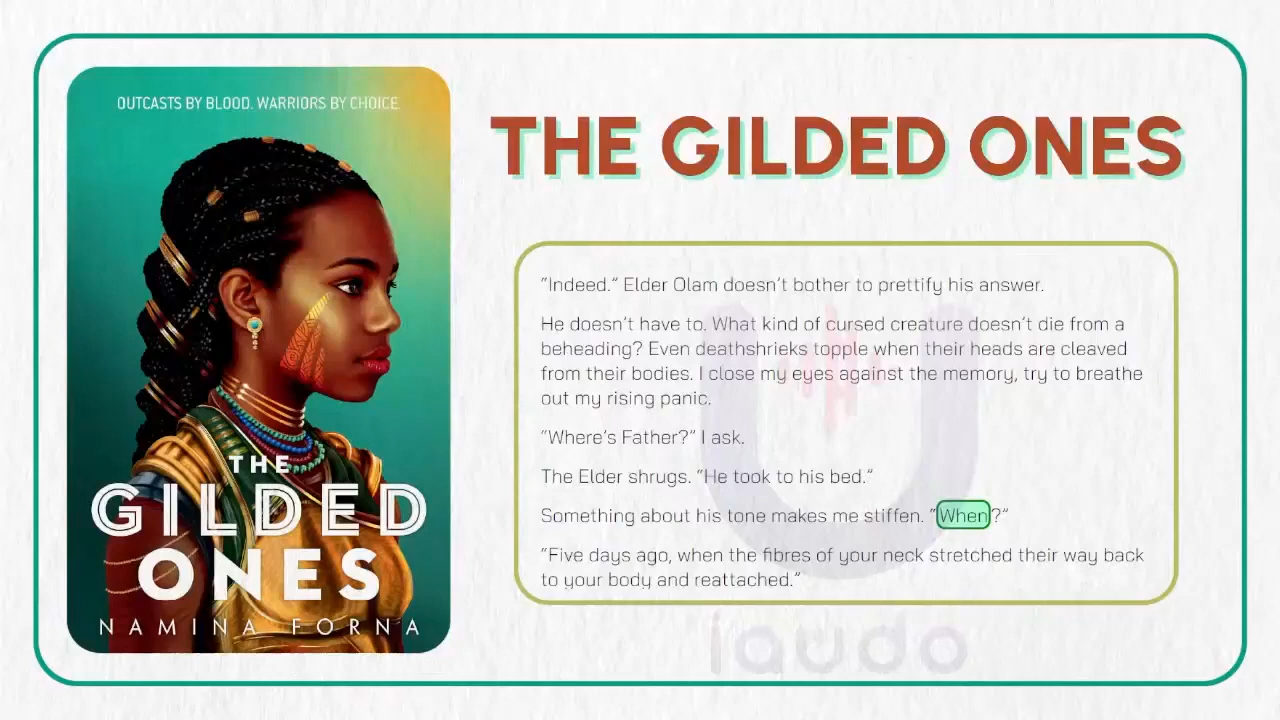 OUTCASTS BY BLOOD. WARRIORS BY CHOICE.
THE
GILDED
ONES
NAMINA FORNA
THE GILDED ONES
“Indeed.” Elder Olam doesn’t bother to prettify his answer.
He doesn’t have to. What kind of cursed creature doesn’t die from a
beheading? Even deathshrieks topple when their heads are cleaved
from their bodies. I close my eyes against the memory, try to breathe
out my rising panic.
“Where’s Father?” I ask.
The Elder shrugs. “He took to his bed.”
Something about his tone makes me stiffen. “When?”
“Five days ago, when the fibres of your neck stretched their way back
to your body and reattached.”
iaudo